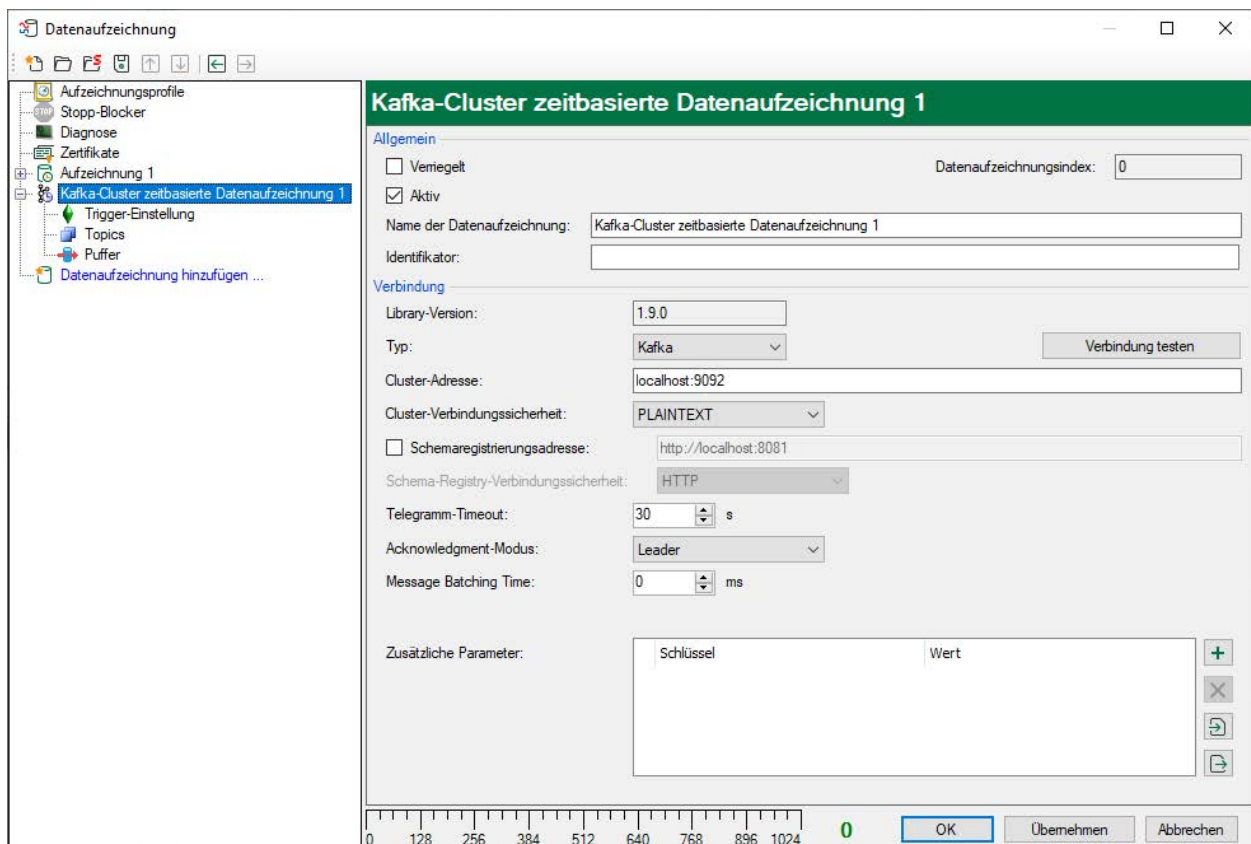 Datenaufzeichnung
Aufzeichnungsprofile
STOP
Stopp-Blocker
Diagnose
Zertifikate
Aufzeichnung 1
Kafka-Cluster zeitbasierte Datenaufzeichnung 1
Trigger-Einstellung
Topics
Puffer
Datenaufzeichnung hinzufügen ...
Kafka-Cluster zeitbasierte Datenaufzeichnung 1
Allgemein
Verriegelt
Datenaufzeichnungsindex: 0
Aktiv
Name der Datenaufzeichnung: Kafka-Cluster zeitbasierte Datenaufzeichnung 1
Identifikator:
Verbindung
Library-Version: 1.9.0
Typ: Kafka Verbindung testen
Cluster-Adresse: localhost:9092
Cluster-Verbindungssicherheit: PLAINTEXT
Schemaregistrierungsadresse: http://localhost:8081
Schema-Registry-Verbindungssicherheit: HTTP
Telegramm-Timeout: 30 s
Acknowledgment-Modus: Leader
Message Batching Time: 0 ms
Zusätzliche Parameter: Schlüssel Wert
0 128 256 384 512 640 768 896 1024
0 OK Übernehmen Abbrechen